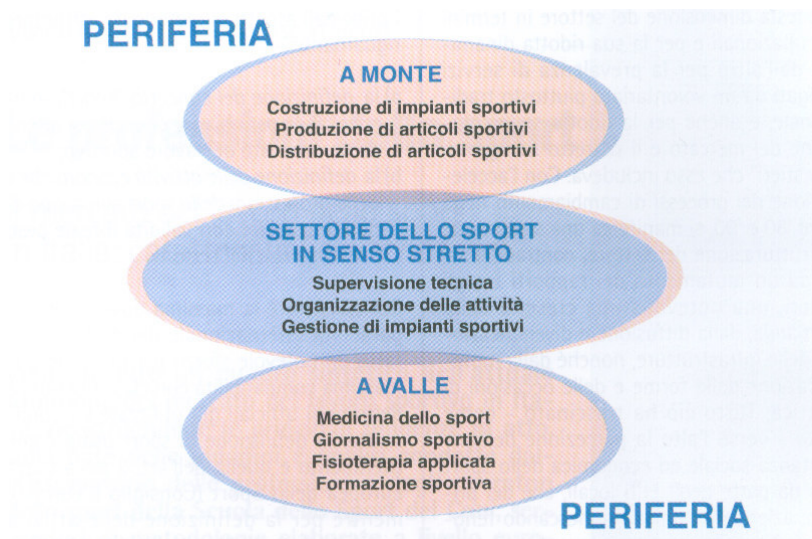 PERIFERIA
A MONTE
Costruzione di impianti sportivi
Produzione di articoli sportivi
Distribuzione di articoli sportivi
SETTORE DELLO SPORT
IN SENSO STRETTO
Supervisione tecnica
Organizzazione delle attività
Gestione di impianti sportivi
A VALLE
Medicina dello sport
Giornalismo sportivo
Fisioterapia applicata
Formazione sportiva
PERIFERIA